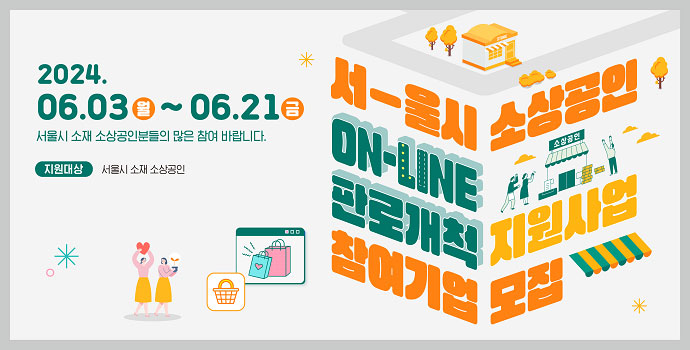 2024.
06.03 월 ~ 06.21 금
서울시 소재 소상공인분들의 많은 참여 바랍니다.
지원대상 서울시 소재 소상공인
서울시 소상공인
ON-LINE
소상공인
판로개척 지원사업
참여기업 모집